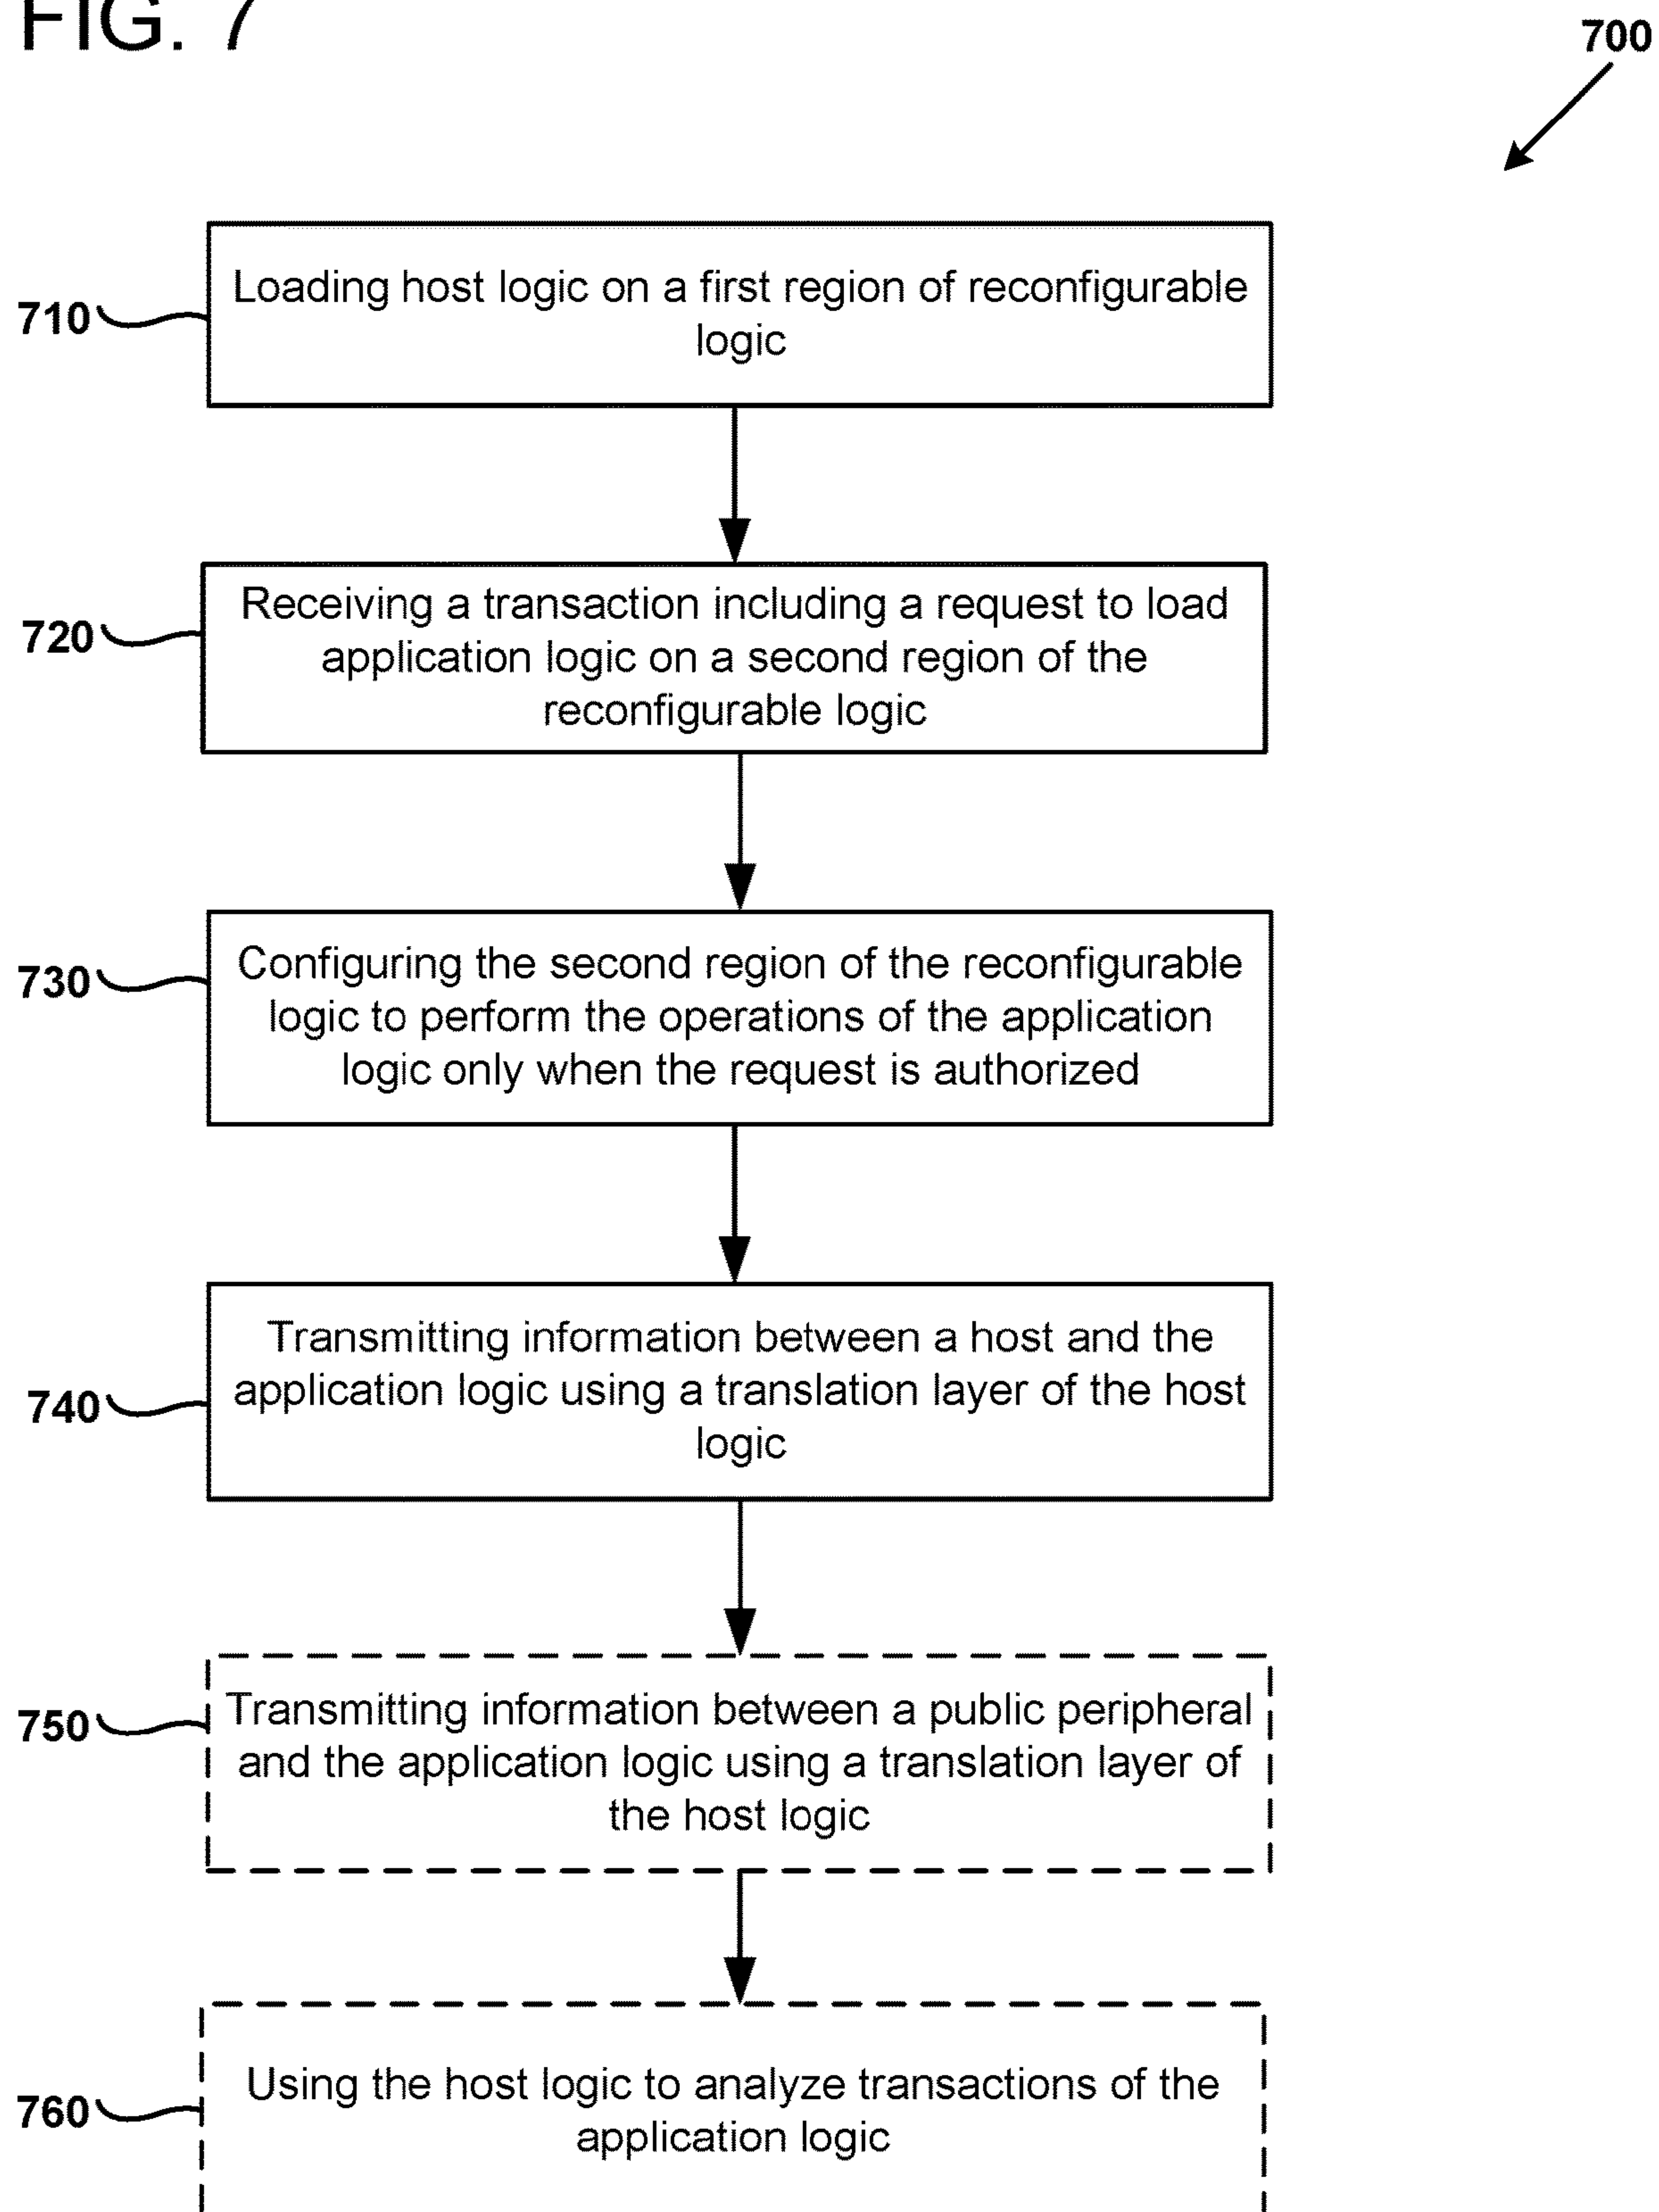 FIG. 7
700
Loading host logic on a first region of reconfigurable
logic
710
Receiving a transaction including a request to load
application logic on a second region of the
reconfigurable logic
720
Configuring the second region of the reconfigurable
logic to perform the operations of the application
logic only when the request is authorized
730
Transmitting information between a host and the
application logic using a translation layer of the host
logic
740
Transmitting information between a public peripheral
and the application logic using a translation layer of
the host logic
750
Using the host logic to analyze transactions of the
application logic
760